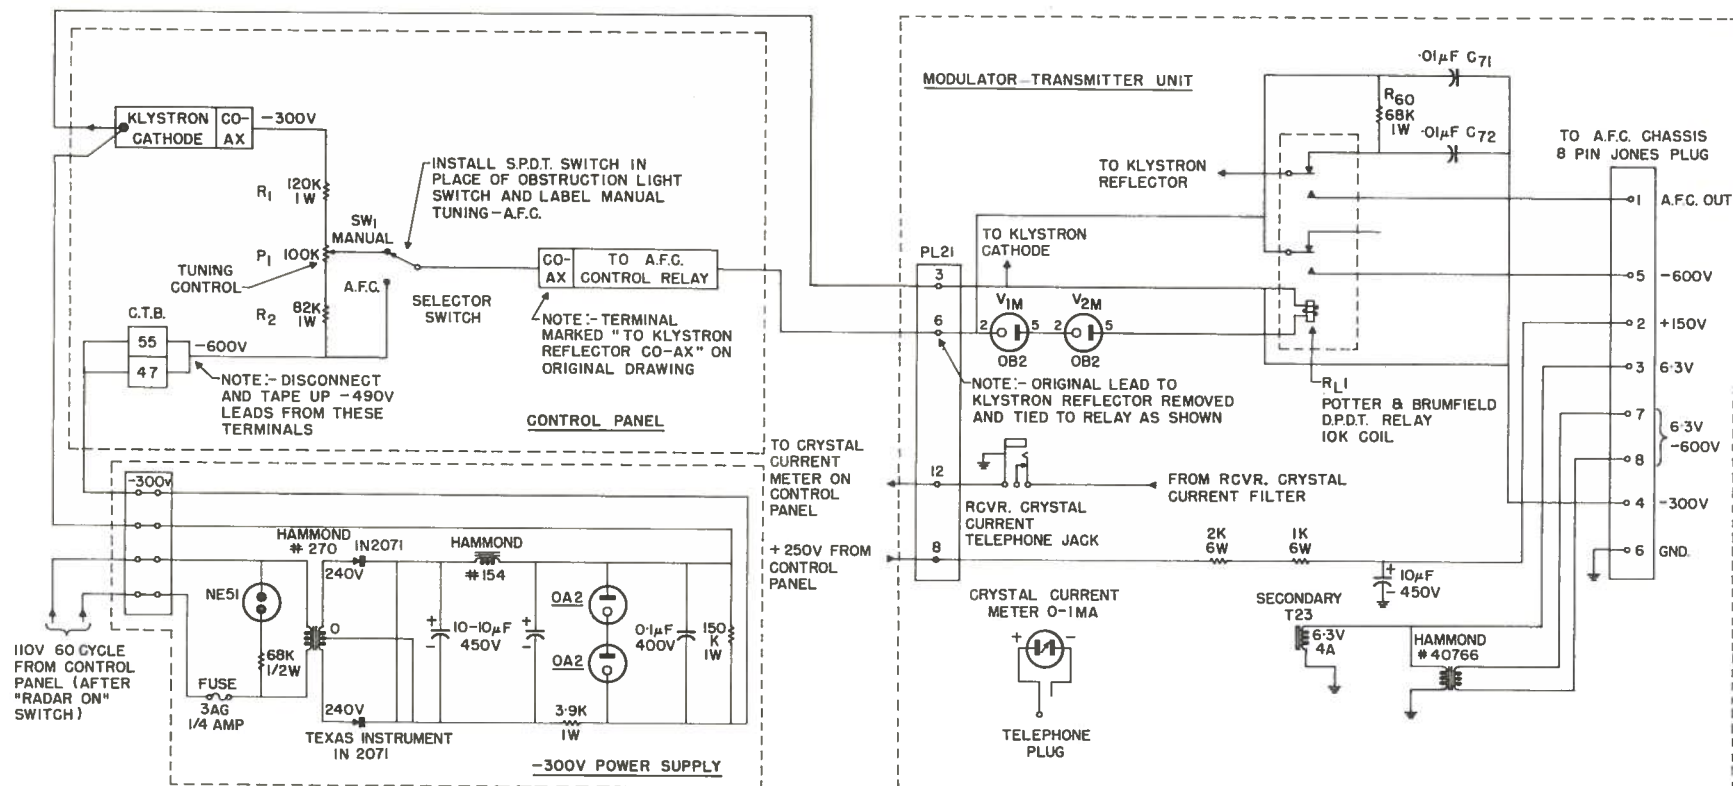 KLYSTRON
CATHODE
CO-
AX
-300V
R1
120K
1W
INSTALL S.P.D.T. SWITCH IN
PLACE OF OBSTRUCTION LIGHT
SWITCH AND LABEL MANUAL
TUNING-A.F.C.
SW1
MANUAL
P1
100K
TUNING
CONTROL
A.F.C.
R2
82K
1W
SELECTOR
SWITCH
CO-
AX
TO A.F.C.
CONTROL RELAY
NOTE:- TERMINAL
MARKED "TO KLYSTRON
REFLECTOR CO-AX" ON
ORIGINAL DRAWING
C.T.B.
55
47
-600V
NOTE:- DISCONNECT
AND TAPE UP -490V
LEADS FROM THESE
TERMINALS
CONTROL PANEL
-300V
HAMMOND
#270
IN2071
240V
HAMMOND
#154
NE51
0
68K
1/2W
+
10-10µF
450V
-
+
-
OA2
OA2
0·1µF
400V
150
K
1W
110V 60 CYCLE
FROM CONTROL
PANEL (AFTER
"RADAR ON"
SWITCH)
FUSE
3AG
1/4 AMP
240V
TEXAS INSTRUMENT
IN 2071
3·9K
1W
-300V POWER SUPPLY
MODULATOR-TRANSMITTER UNIT
·01µF C71
R60
68K
1W
·01µF C72
TO KLYSTRON
REFLECTOR
TO A.F.C. CHASSIS
8 PIN JONES PLUG
1 A.F.C. OUT
5 -600V
2 +150V
3 6·3V
7
8
6·3V
-600V
4 -300V
6 GND.
TO KLYSTRON
CATHODE
PL21
3
6
V1M
2 5
OB2
V2M
2 5
OB2
NOTE:- ORIGINAL LEAD TO
KLYSTRON REFLECTOR REMOVED
AND TIED TO RELAY AS SHOWN
RL1
POTTER & BRUMFIELD
D.P.D.T. RELAY
10K COIL
TO CRYSTAL
CURRENT
METER ON
CONTROL
PANEL
12
RCVR. CRYSTAL
CURRENT
TELEPHONE JACK
FROM RCVR. CRYSTAL
CURRENT FILTER
+250V FROM
CONTROL
PANEL
8
2K
6W
1K
6W
+
10µF
- 450V
CRYSTAL CURRENT
METER 0-1MA
+ -
TELEPHONE
PLUG
SECONDARY
T23
6·3V
4A
HAMMOND
#40766